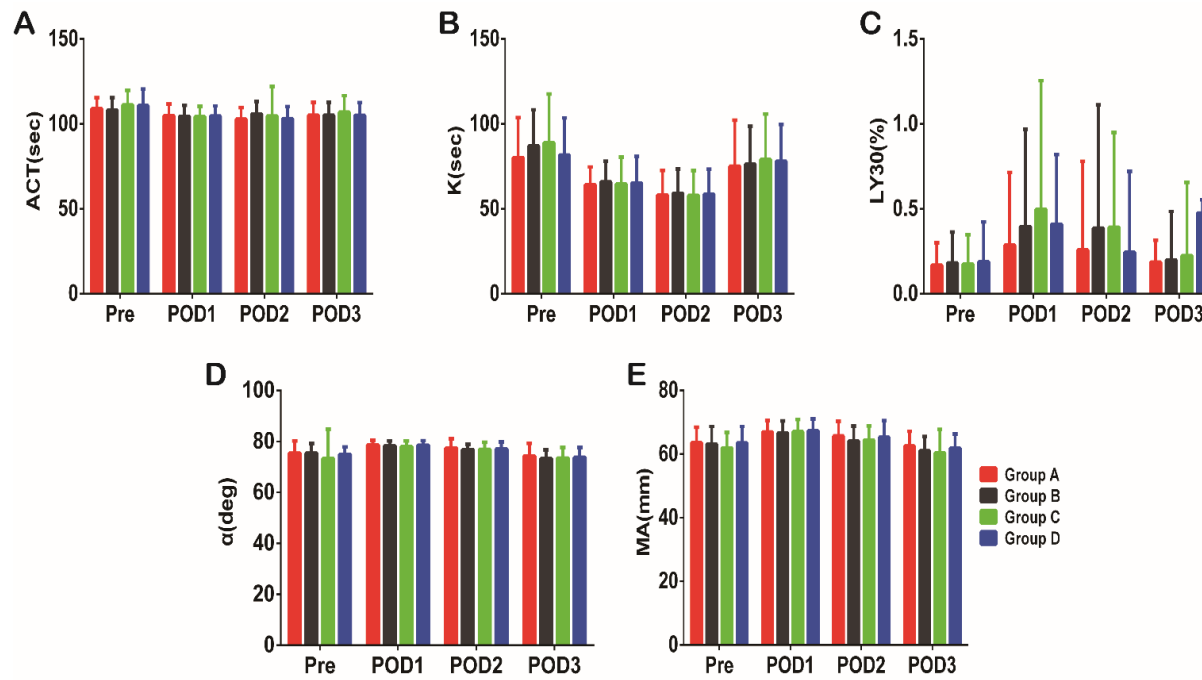 A
ACT(sec)
150
100
50
0
Pre POD1 POD2 POD3
B
K(sec)
150
100
50
0
Pre POD1 POD2 POD3
C
LY30(%)
1.5
1.0
0.5
0.0
Pre POD1 POD2 POD3
D
α(deg)
100
80
60
40
20
0
Pre POD1 POD2 POD3
E
MA(mm)
80
60
40
20
0
Pre POD1 POD2 POD3
Group A
Group B
Group C
Group D